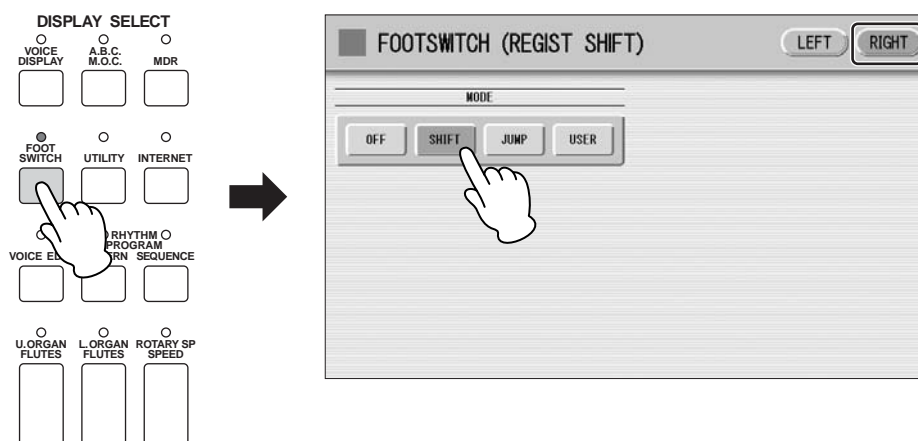 DISPLAY SELECT
VOICE DISPLAY
A.B.C. M.O.C.
MDR
FOOT SWITCH
UTILITY
INTERNET
VOICE
RHYTHM PROGRAM
SEQUENCE
U.ORGAN FLUTES
L.ORGAN FLUTES
ROTARY SP SPEED
FOOTSWITCH (REGIST SHIFT)
LEFT
RIGHT
MODE
OFF
SHIFT
JUMP
USER